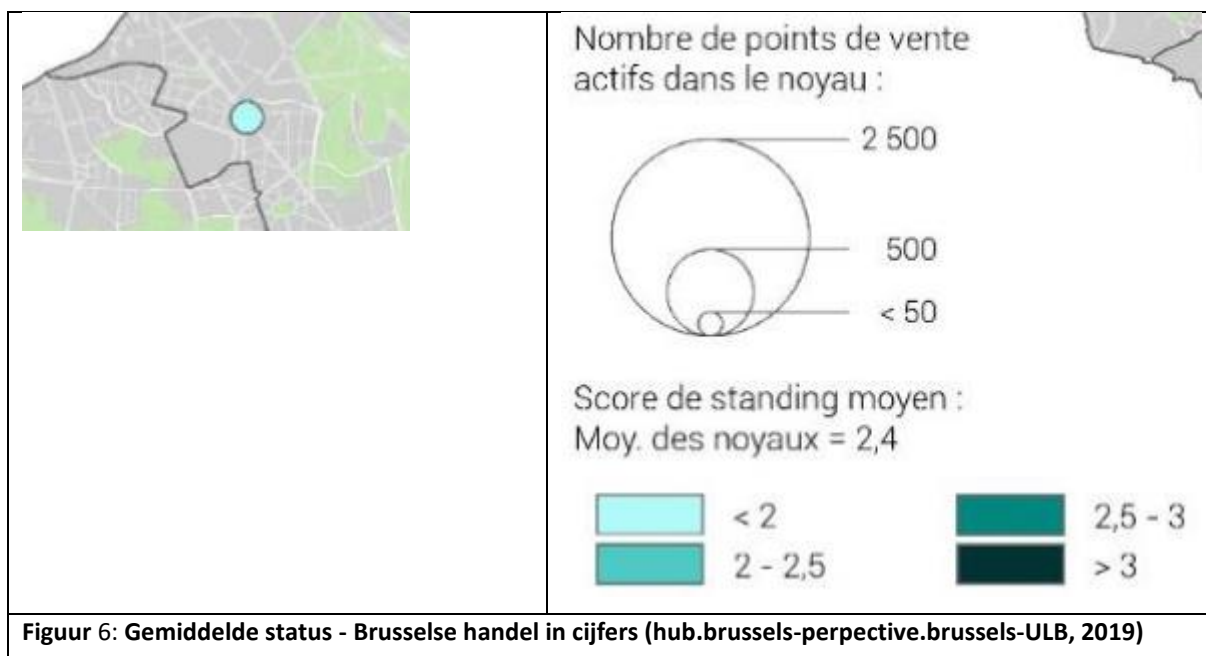 Nombre de points de vente
actifs dans le noyau :
2 500
500
< 50
Score de standing moyen :
Moy. des noyaux = 2,4
< 2
2,5 - 3
2 - 2,5
> 3
Figuur 6: Gemiddelde status - Brusselse handel in cijfers (hub.brussels-perpective.brussels-ULB, 2019)